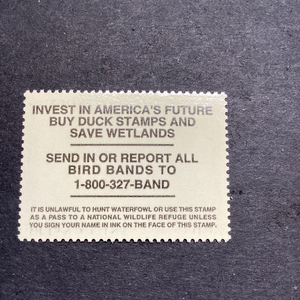 INVEST IN AMERICA'S FUTURE
BUY DUCK STAMPS AND
SAVE WETLANDS
SEND IN OR REPORT ALL
BIRD BANDS TO
1-800-327-BAND
IT IS UNLAWFUL TO HUNT WATERFOWL OR USE THIS STAMP
AS A PASS TO A NATIONAL WILDLIFE REFUGE UNLESS
YOU SIGN YOUR NAME IN INK ON THE FACE OF THIS STAMP.